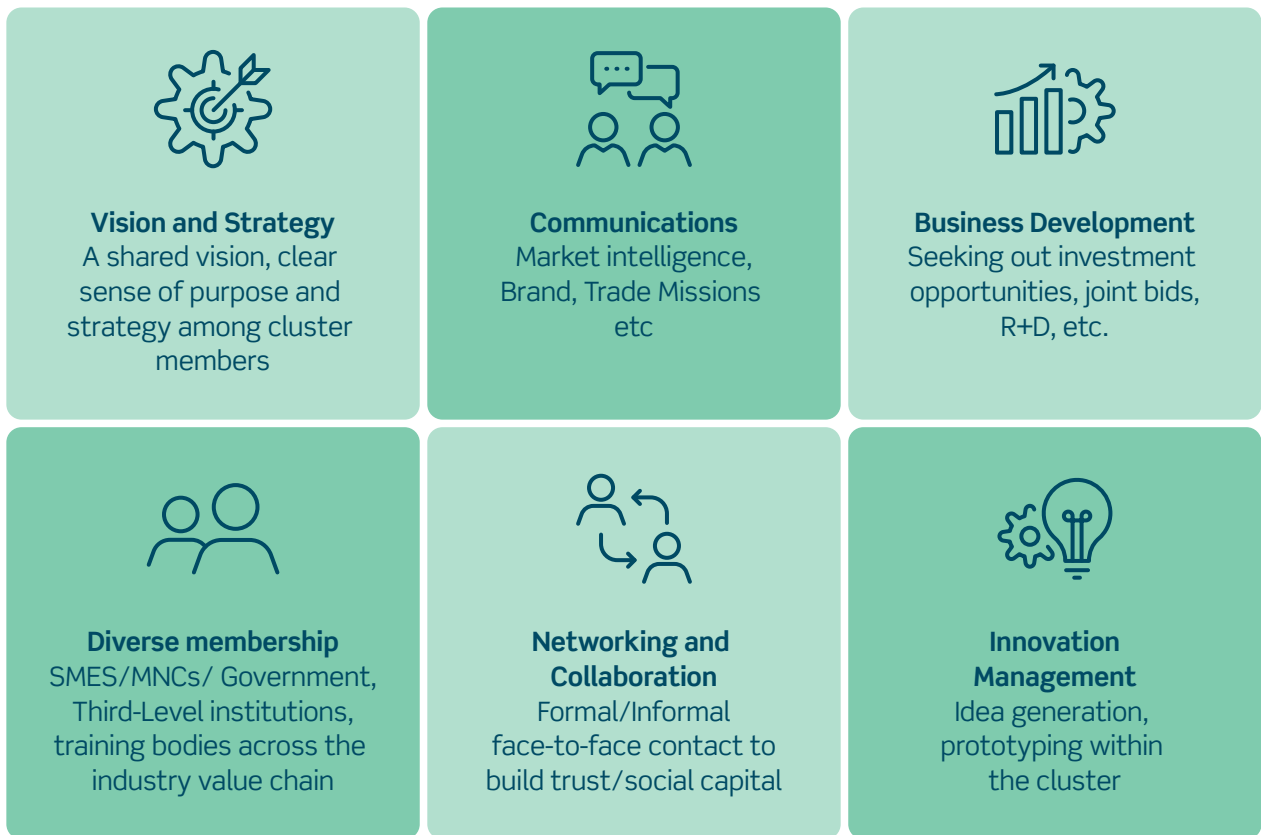 Vision and Strategy
A shared vision, clear
sense of purpose and
strategy among cluster
members
Communications
Market intelligence,
Brand, Trade Missions
etc
Business Development
Seeking out investment
opportunities, joint bids,
R+D, etc.
Diverse membership
SMES/MNCs/ Government,
Third-Level institutions,
training bodies across the
industry value chain
Networking and
Collaboration
Formal/Informal
face-to-face contact to
build trust/social capital
Innovation
Management
Idea generation,
prototyping within
the cluster